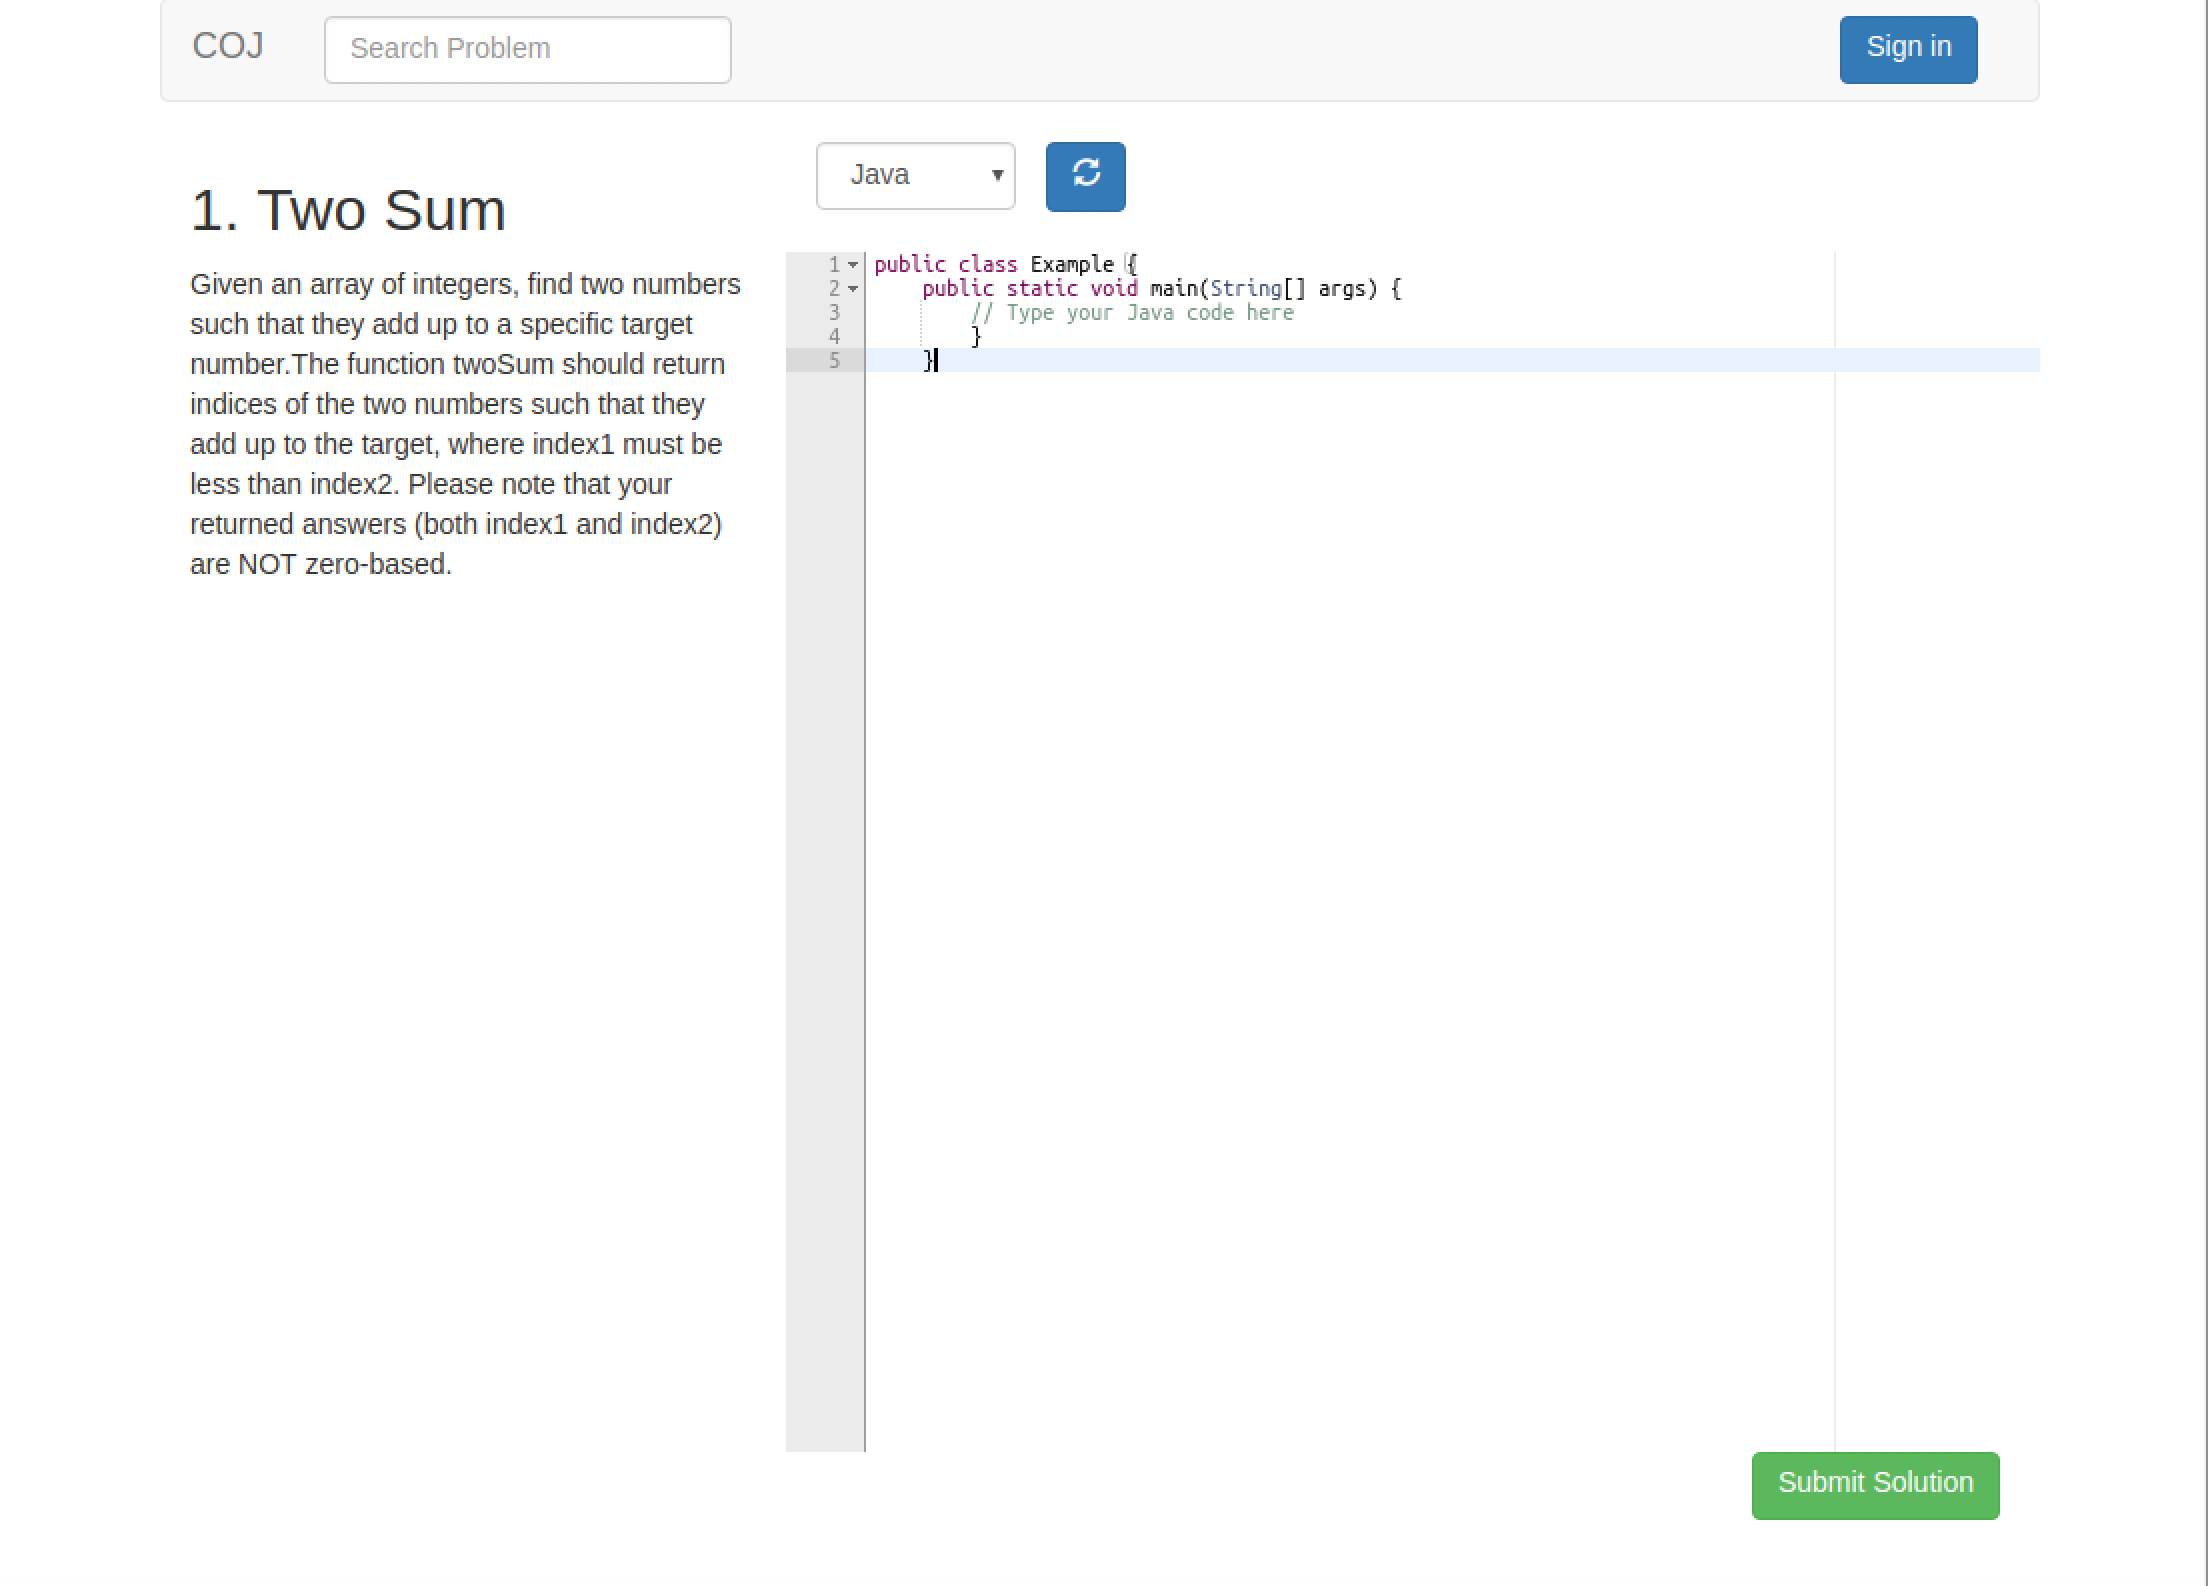 COJ
Search Problem
Sign in
Java
1. Two Sum
Given an array of integers, find two numbers
such that they add up to a specific target
number.The function twoSum should return
indices of the two numbers such that they
add up to the target, where index1 must be
less than index2. Please note that your
returned answers (both index1 and index2)
are NOT zero-based.
1 public class Example {
2     public static void main(String[] args) {
3         // Type your Java code here
4         }
5     }
Submit Solution